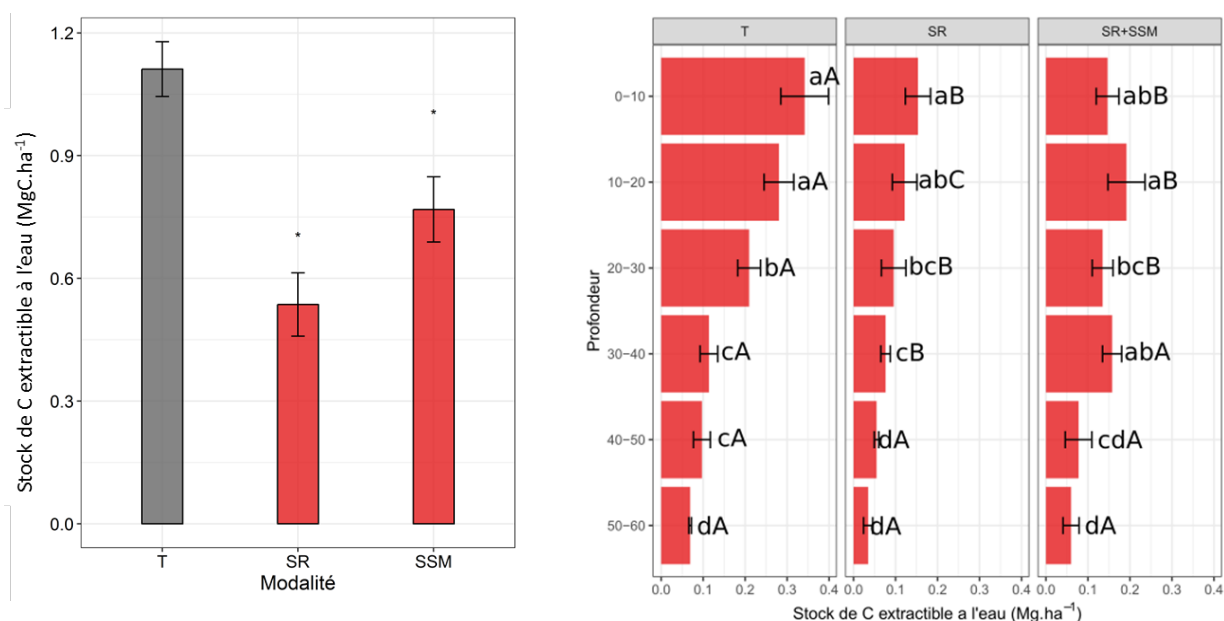 Stock de C extractible à l'eau (MgC.ha⁻¹)
1.2
0.9
0.6
0.3
0.0
*
*
T
SR
SSM
Modalité
T
SR
SR+SSM
Profondeur
0−10
aA
aB
abB
10−20
aA
abC
aB
20−30
bA
bcB
bcB
30−40
cA
cB
abA
40−50
cA
dA
cdA
50−60
dA
dA
dA
0.0 0.1 0.2 0.3 0.4
0.0 0.1 0.2 0.3 0.4
0.0 0.1 0.2 0.3 0.4
Stock de C extractible a l'eau (Mg.ha⁻¹)